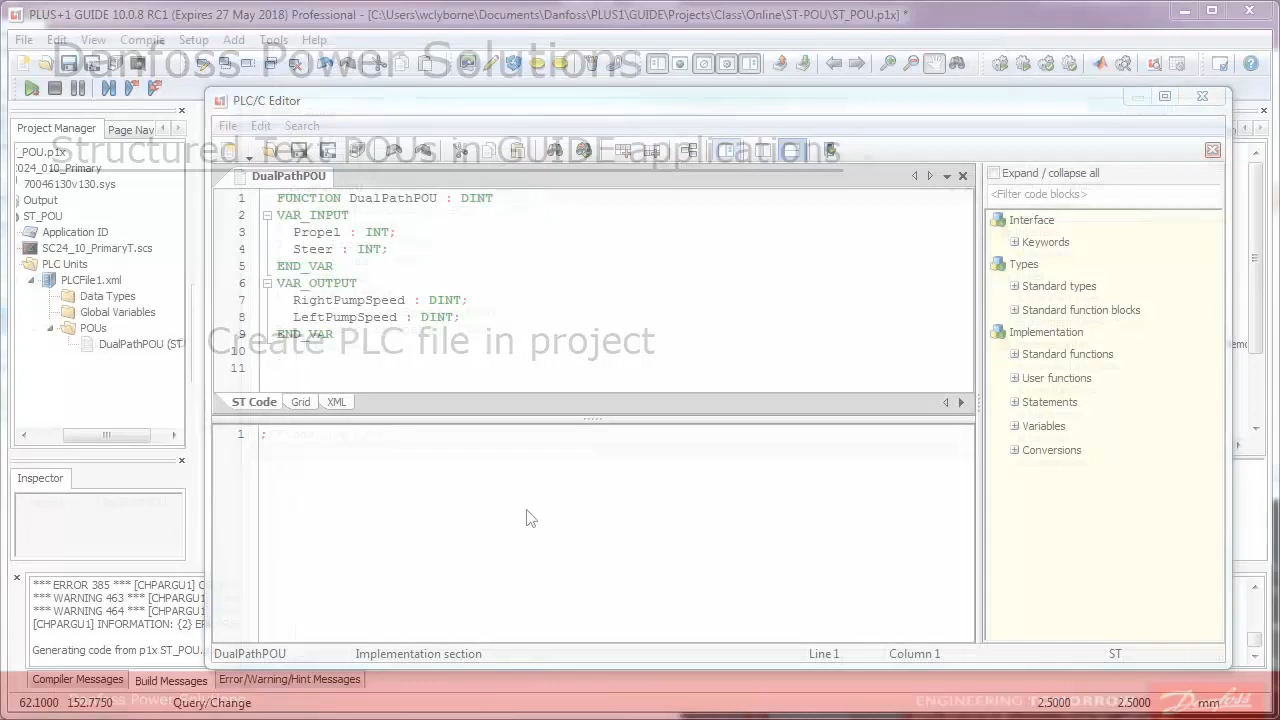 PLUS+1 GUIDE 10.0.8 RC1 (Expires 27 May 2018) Professional - [C:\Users\wclyborne\Documents\Danfoss\PLUS1\GUIDE\Projects\Class\Online\ST-POU\ST_POU.p1x] *
File Edit View Compile Setup Add Tools Help
Danfoss Power Solutions
PLC/C Editor
Project Manager Page Nav
File Edit Search
Structured Text POUs in GUIDE applications
_POU.p1x
024_010_Primary
70046130v130.sys
Output
ST_POU
Application ID
SC24_10_PrimaryT.scs
PLC Units
PLCFile1.xml
Data Types
Global Variables
POUs
DualPathPOU (ST
DualPathPOU
1 FUNCTION DualPathPOU : DINT
2 VAR_INPUT
3 Propel : INT;
4 Steer : INT;
5 END_VAR
6 VAR_OUTPUT
7 RightPumpSpeed : DINT;
8 LeftPumpSpeed : DINT;
9 END_VAR
10
11
Create PLC file in project
ST Code Grid XML
1 ;
Expand / collapse all
<Filter code blocks>
Interface
Keywords
Types
Standard types
Standard function blocks
Implementation
Standard functions
User functions
Statements
Variables
Conversions
Inspector
*** ERROR 385 *** [CHPARGU1] C
*** WARNING 463 *** [CHPARGU1]
*** WARNING 464 *** [CHPARGU1]
[CHPARGU1] INFORMATION: {2} E
Generating code from p1x ST_POU.
DualPathPOU Implementation section Line1 Column 1 ST
Compiler Messages Build Messages Error/Warning/Hint Messages
Danfoss Power Solutions
ENGINEERING TOMORROW
Danfoss
62.1000 152.7750 Query/Change 2.5000 2.5000 mm